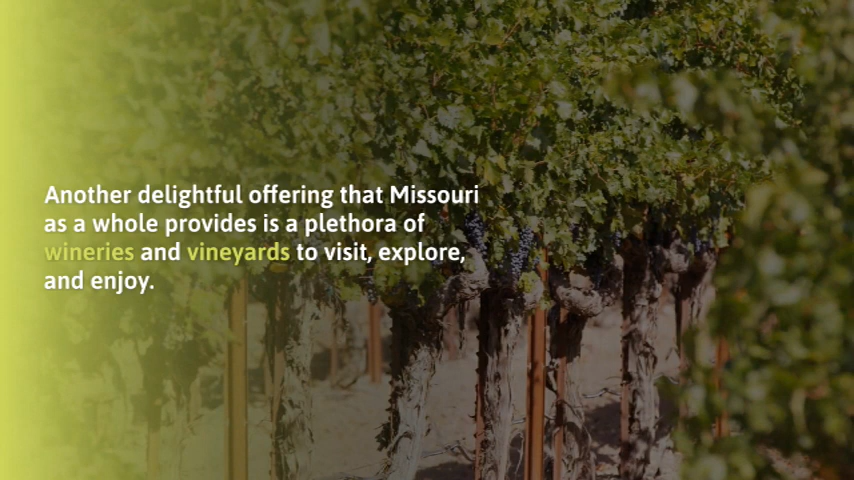 Another delightful offering that Missouri
as a whole provides is a plethora of
wineries and vineyards to visit, explore,
and enjoy.